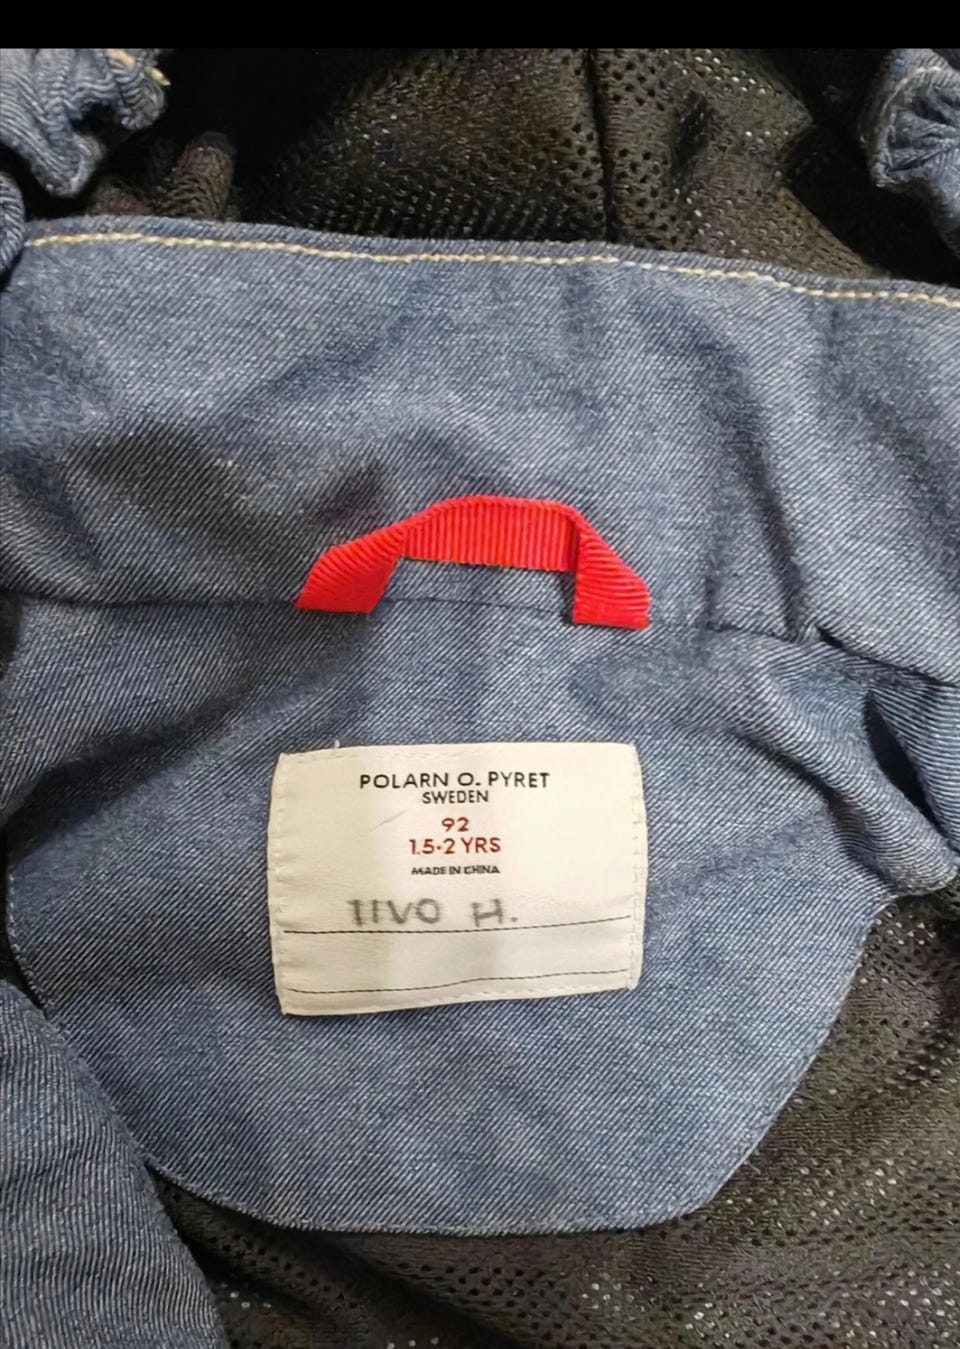 POLARN O. PYRET
SWEDEN
92
1.5-2 YRS
MADE IN CHINA
IIVO H.